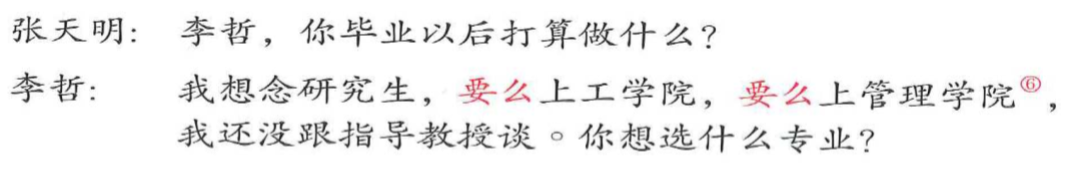 张天明： 李哲，你毕业以后打算做什么？
李哲： 我想念研究生，要么上工学院，要么上管理学院⑥，
我还没跟指导教授谈。你想选什么专业？